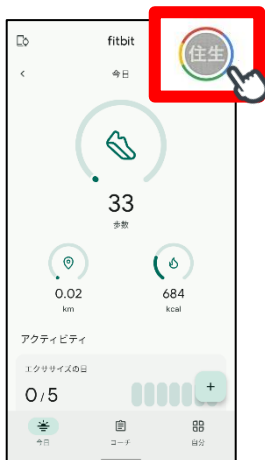 fitbit
住生
今日
33
歩数
0.02
km
684
kcal
アクティビティ
エクササイズの日
0/5
+
今日
コーチ
自分